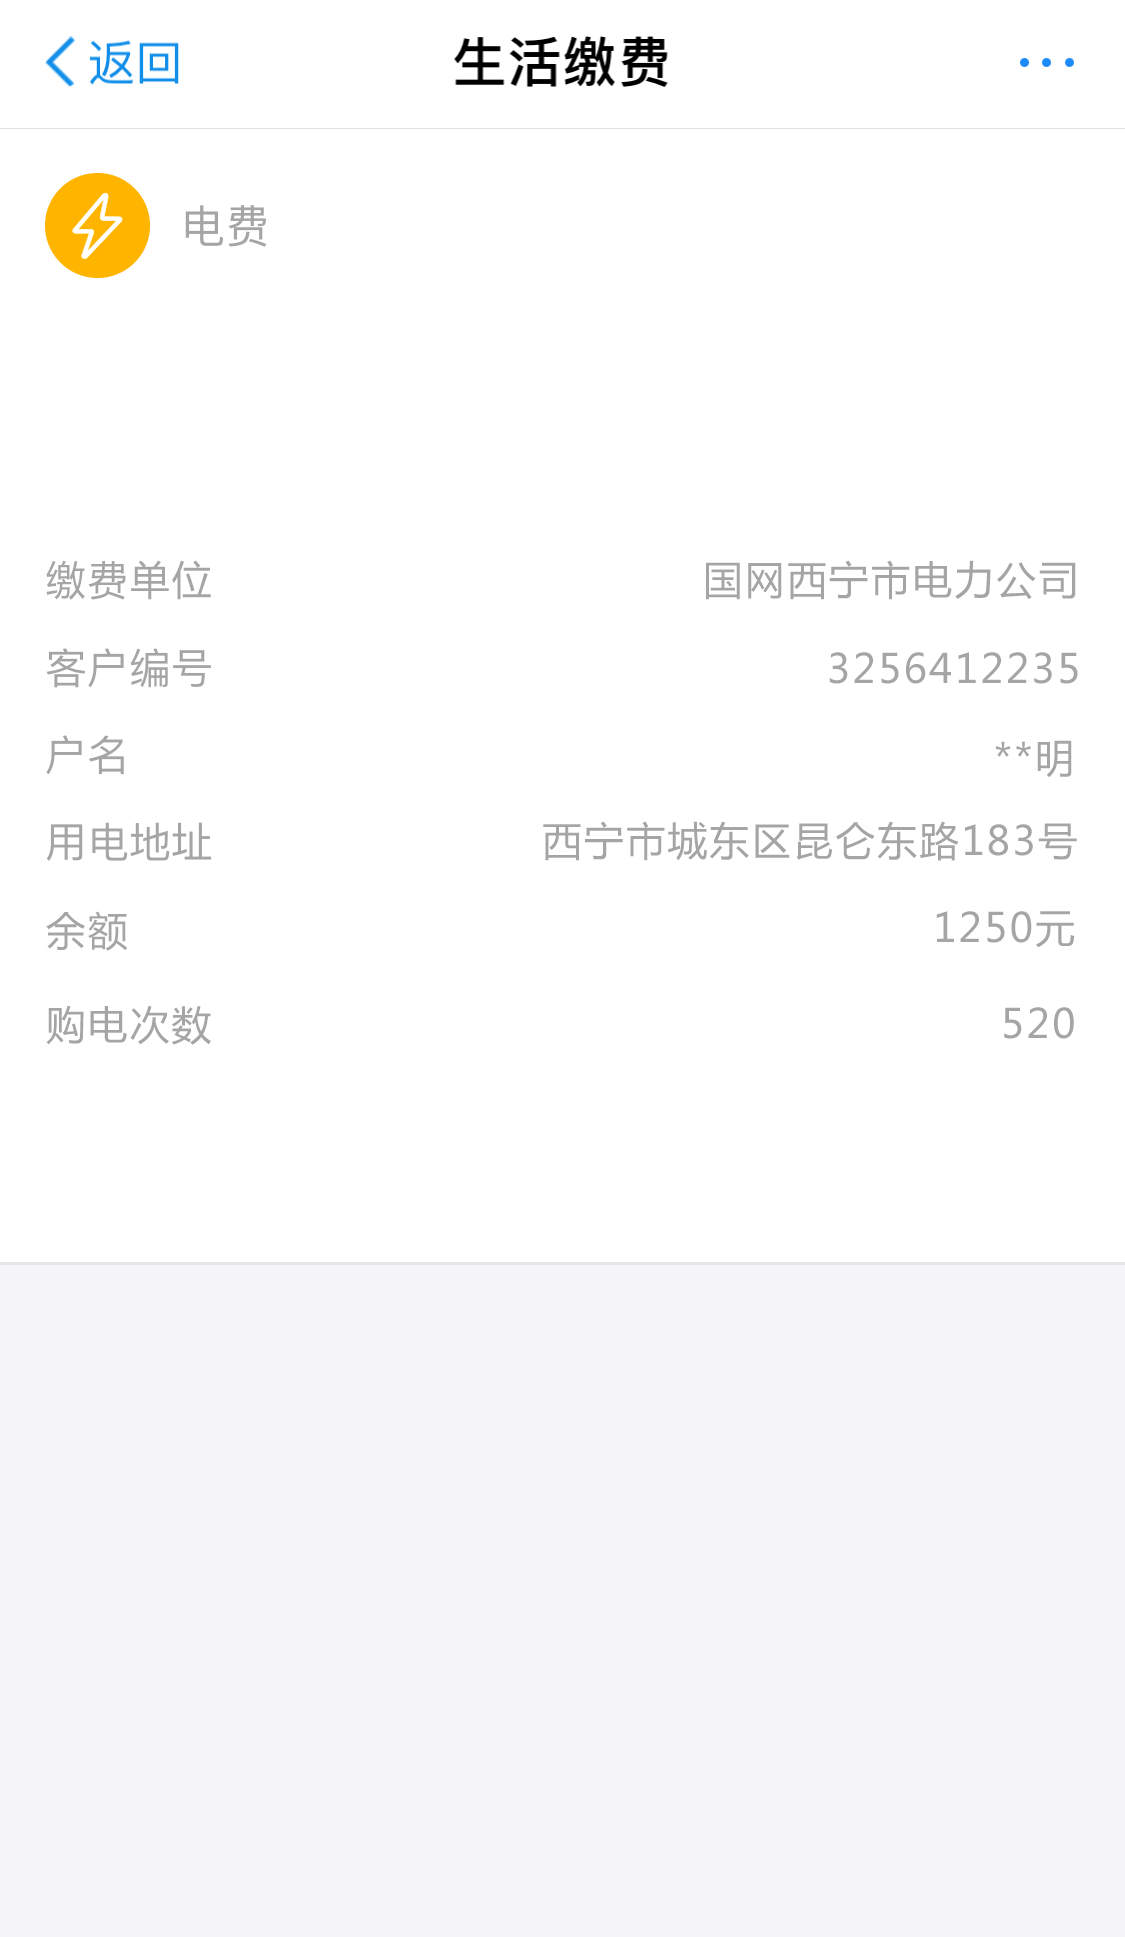 返回 生活缴费
电费
缴费单位 国网西宁市电力公司
客户编号 3256412235
户名 **明
用电地址 西宁市城东区昆仑东路183号
余额 1250元
购电次数 520